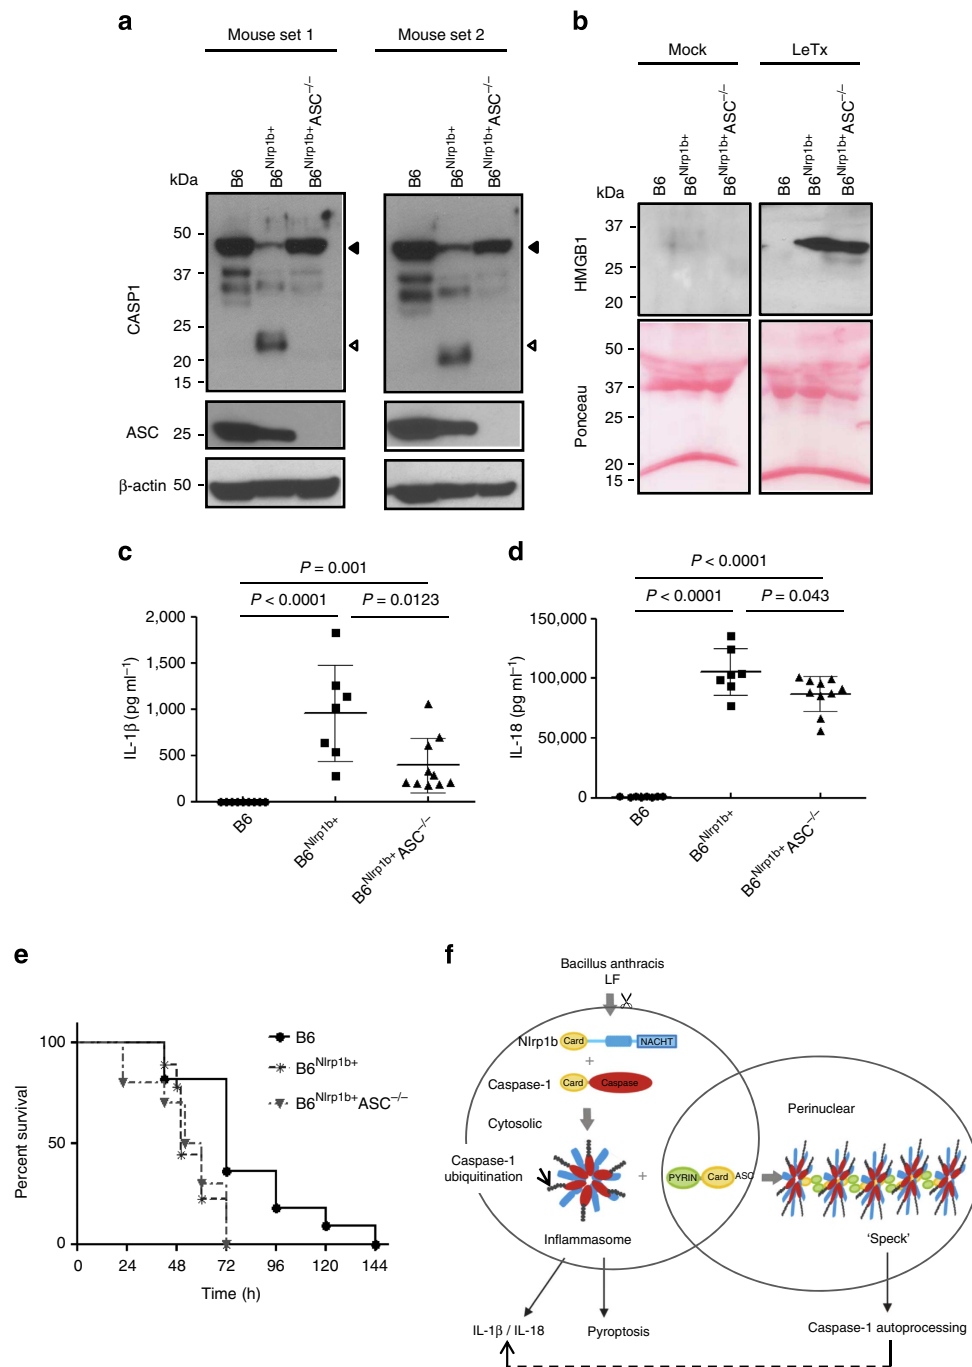 a
Mouse set 1
Mouse set 2
kDa
B6
B6Nlrp1b+
B6Nlrp1b+ASC−/−
B6
B6Nlrp1b+
B6Nlrp1b+ASC−/−
50
37
25
20
15
CASP1
ASC
25
β-actin
50
b
Mock
LeTx
kDa
B6
B6Nlrp1b+
B6Nlrp1b+ASC−/−
B6
B6Nlrp1b+
B6Nlrp1b+ASC−/−
HMGB1
37
25
20
Ponceau
50
37
25
20
15
c
P = 0.001
P < 0.0001
P = 0.0123
IL-1β (pg ml−1)
2,000
1,500
1,000
500
0
B6
B6Nlrp1b+
B6Nlrp1b+ASC−/−
d
P < 0.0001
P < 0.0001
P = 0.043
IL-18 (pg ml−1)
150,000
100,000
50,000
0
B6
B6Nlrp1b+
B6Nlrp1b+ASC−/−
e
Percent survival
100
50
0
B6
B6Nlrp1b+
B6Nlrp1b+ASC−/−
0 24 48 72 96 120 144
Time (h)
f
Bacillus anthracis
LF
Nlrp1b
Card
NACHT
+
Caspase-1
Card
Caspase
Cytosolic
Caspase-1
ubiquitination
+
PYRIN
Card
ASC
Perinuclear
Inflammasome
'Speck'
IL-1β / IL-18
Pyroptosis
Caspase-1 autoprocessing